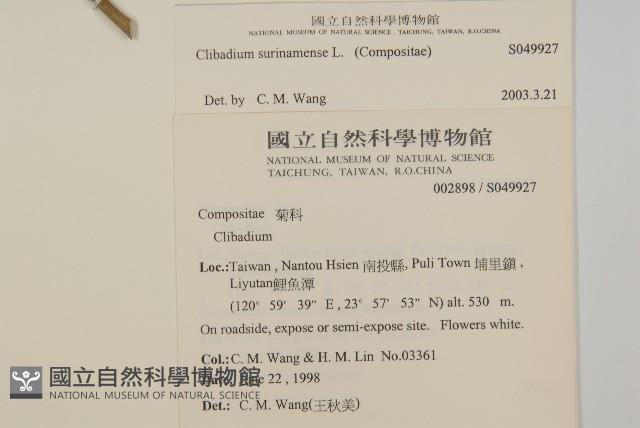 國立自然科學博物館
NATIONAL MUSEUM OF NATURAL SCIENCE , TAICHUNG, TAIWAN, R.O.CHINA
Clibadium surinamense L. (Compositae) S049927
Det. by C. M. Wang 2003.3.21
國立自然科學博物館
NATIONAL MUSEUM OF NATURAL SCIENCE
TAICHUNG, TAIWAN, R.O.CHINA
002898 / S049927
Compositae 菊科
Clibadium
Loc.:Taiwan , Nantou Hsien 南投縣, Puli Town 埔里鎮 ,
Liyutan鯉魚潭
(120° 59' 39" E , 23° 57' 53" N) alt. 530 m.
On roadside, expose or semi-expose site. Flowers white.
Col.: C. M. Wang & H. M. Lin No.03361
22 , 1998
Det.: C. M. Wang(王秋美)
國立自然科學博物館
NATIONAL MUSEUM OF NATURAL SCIENCE